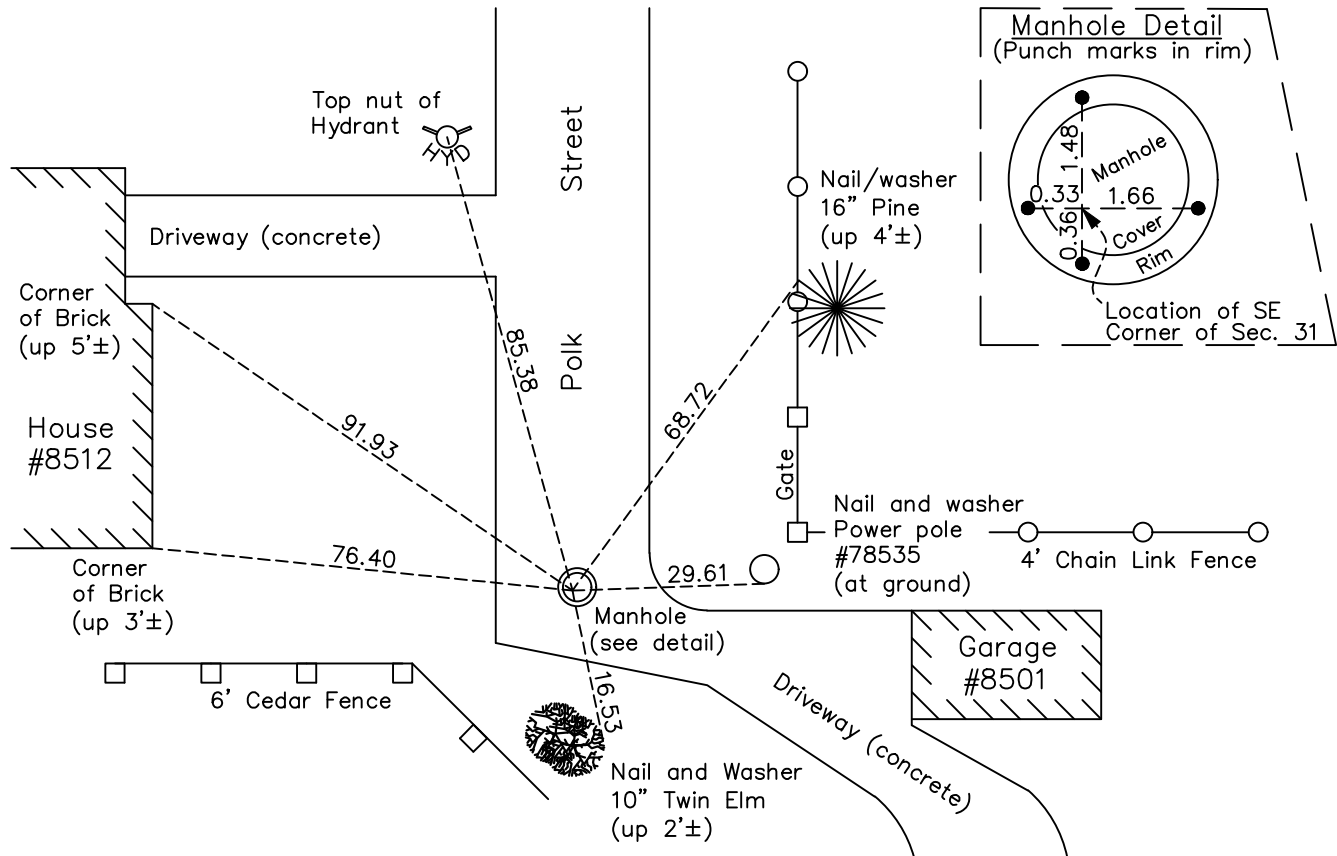 Manhole Detail
(Punch marks in rim)
1.48
Manhole
0.33
1.66
0.36
Cover
Rim
Location of SE
Corner of Sec. 31
Top nut of
Hydrant
HYD
Street
Polk
Nail/washer
16" Pine
(up 4'±)
Driveway (concrete)
Corner
of Brick
(up 5'±)
85.38
68.72
91.93
House
#8512
Gate
Nail and washer
Power pole
#78535
(at ground)
4' Chain Link Fence
76.40
29.61
Corner
of Brick
(up 3'±)
Manhole
(see detail)
Garage
#8501
6' Cedar Fence
16.53
Driveway (concrete)
Nail and Washer
10" Twin Elm
(up 2'±)